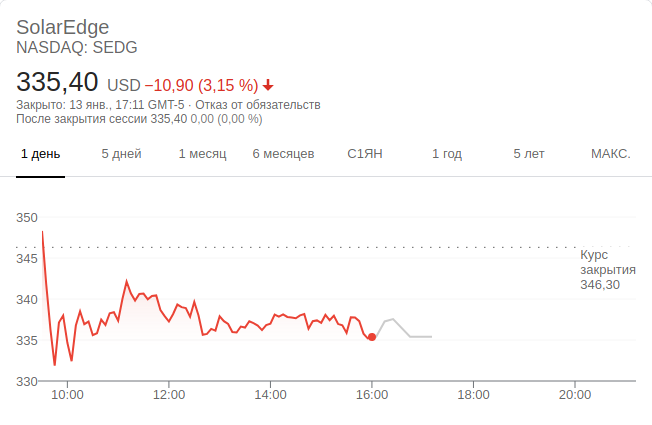 SolarEdge
NASDAQ: SEDG
335,40 USD −10,90 (3,15 %)
Закрыто: 13 янв., 17:11 GMT-5 · Отказ от обязательств
После закрытия сессии 335,40 0,00 (0,00 %)
1 день 5 дней 1 месяц 6 месяцев С1ЯН 1 год 5 лет МАКС.
350
Курс
345
закрытия
346,30
340
335
330
10:00 12:00 14:00 16:00 18:00 20:00